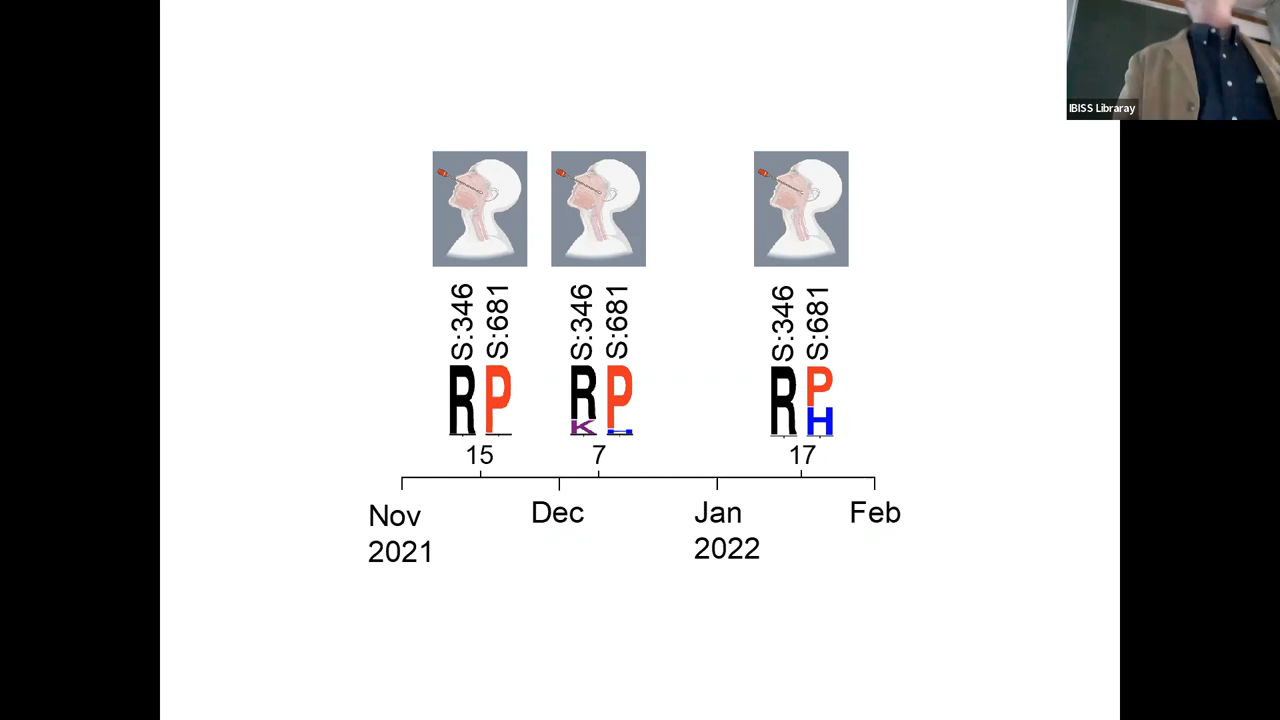 IBISS Libraray
S:346 S:681 S:346 S:681 S:346 S:681
R P R P R P
K H H
15 7 17
Nov Dec Jan Feb
2021 2022